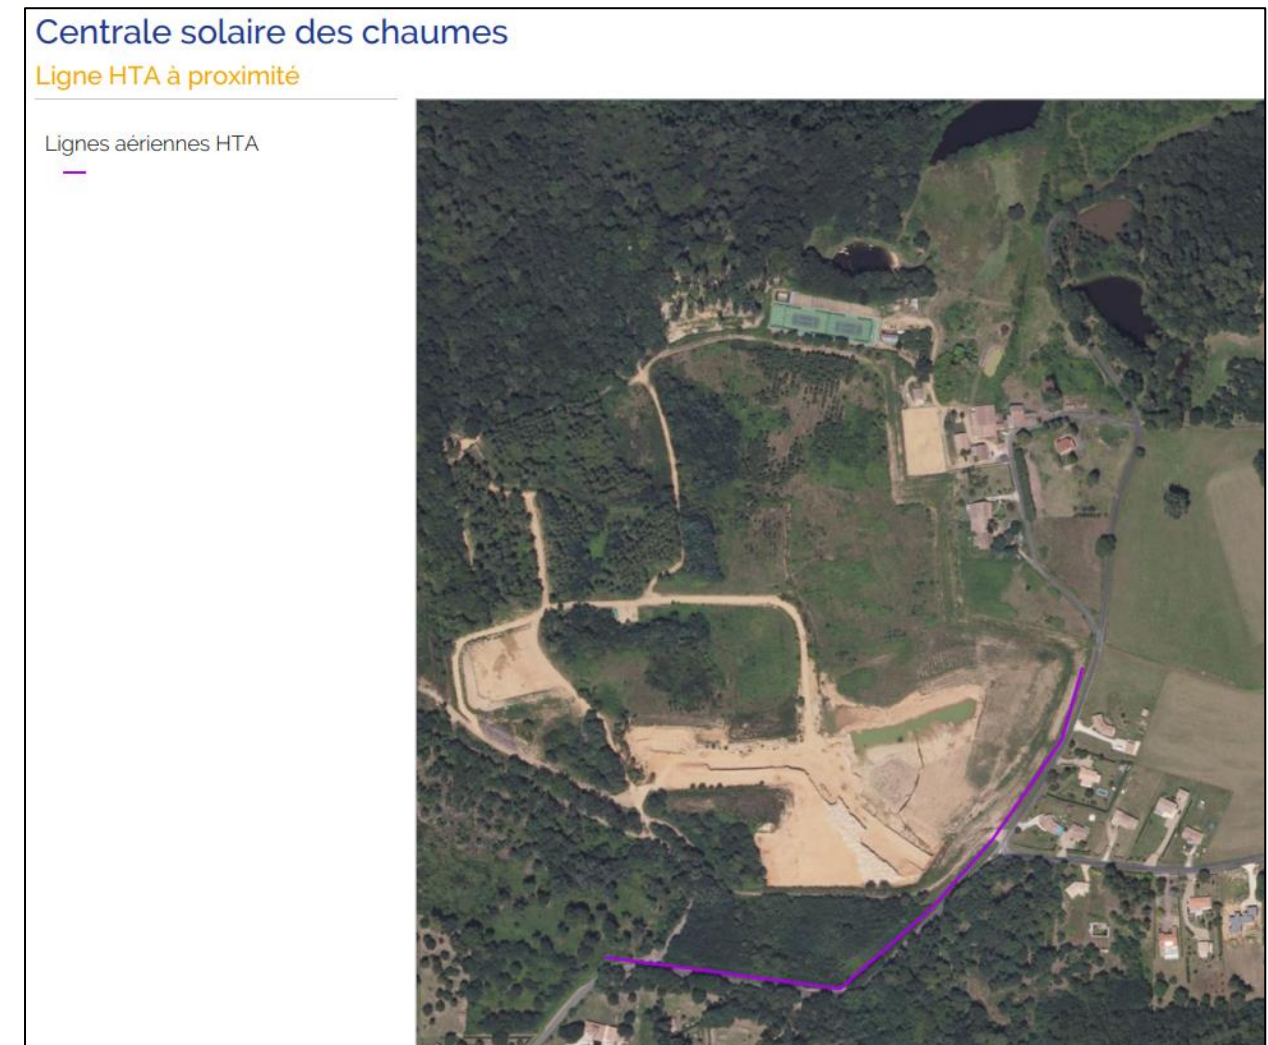 Centrale solaire des chaumes
Ligne HTA à proximité
Lignes aériennes HTA